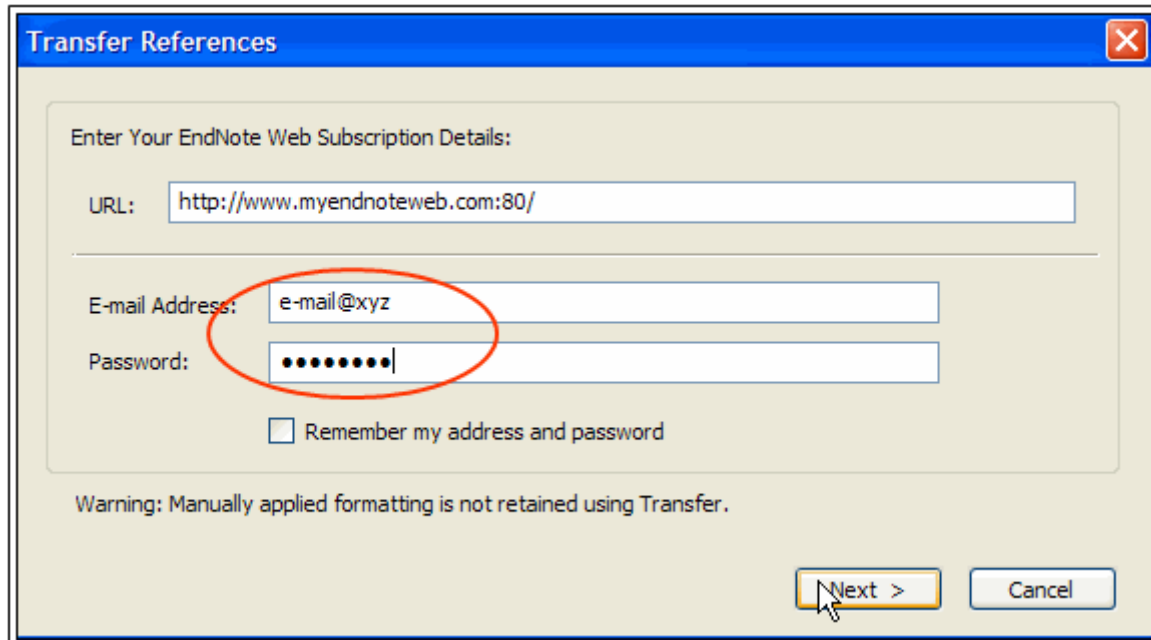 Transfer References
Enter Your EndNote Web Subscription Details:
URL: http://www.myendnoteweb.com:80/
E-mail Address: e-mail@xyz
Password: ••••••••
Remember my address and password
Warning: Manually applied formatting is not retained using Transfer.
Next > Cancel